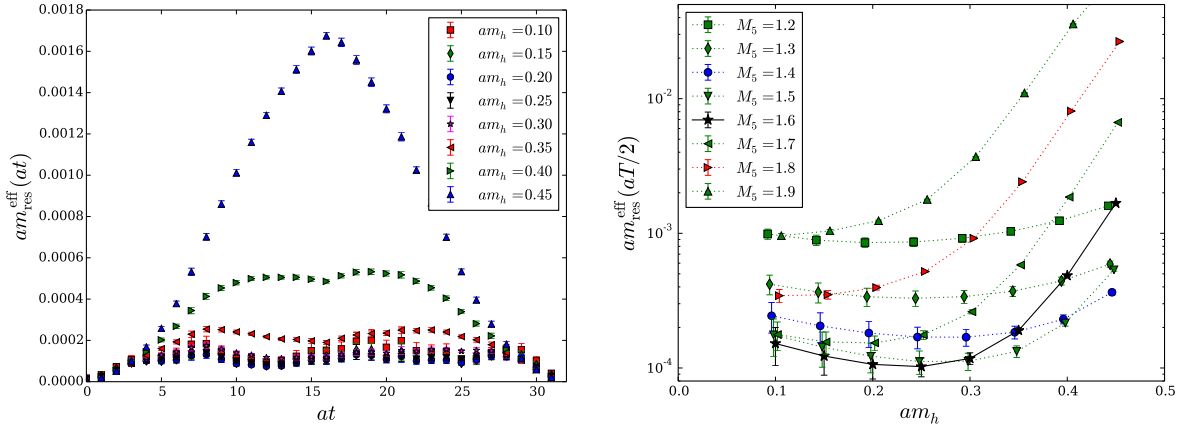 0.0018
0.0016
0.0014
0.0012
0.0010
0.0008
0.0006
0.0004
0.0002
0.0000
0 5 10 15 20 25 30
at
am_res^eff(at)
am_h=0.10
am_h=0.15
am_h=0.20
am_h=0.25
am_h=0.30
am_h=0.35
am_h=0.40
am_h=0.45
10^-2
10^-3
10^-4
0.0 0.1 0.2 0.3 0.4 0.5
am_h
am_res^eff(aT/2)
M_5=1.2
M_5=1.3
M_5=1.4
M_5=1.5
M_5=1.6
M_5=1.7
M_5=1.8
M_5=1.9